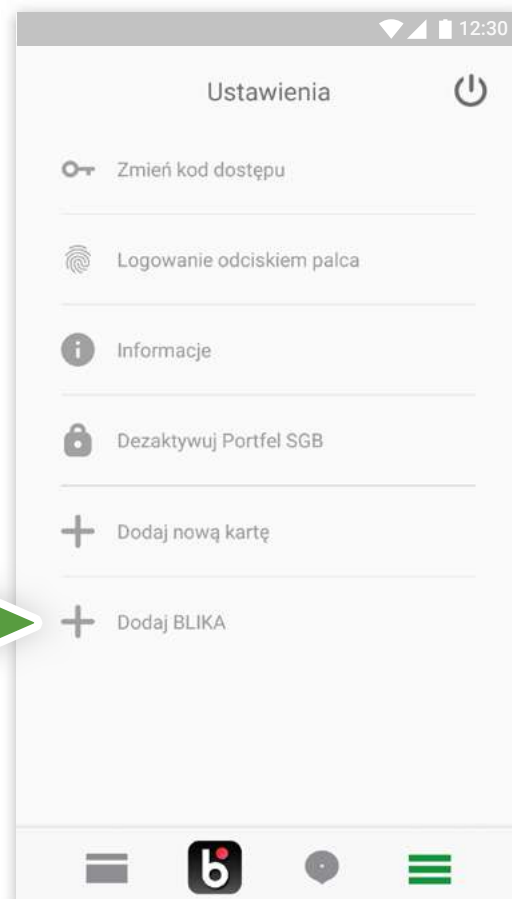 12:30
Ustawienia
Zmień kod dostępu
Logowanie odciskiem palca
Informacje
Dezaktywuj Portfel SGB
Dodaj nową kartę
Dodaj BLIKA